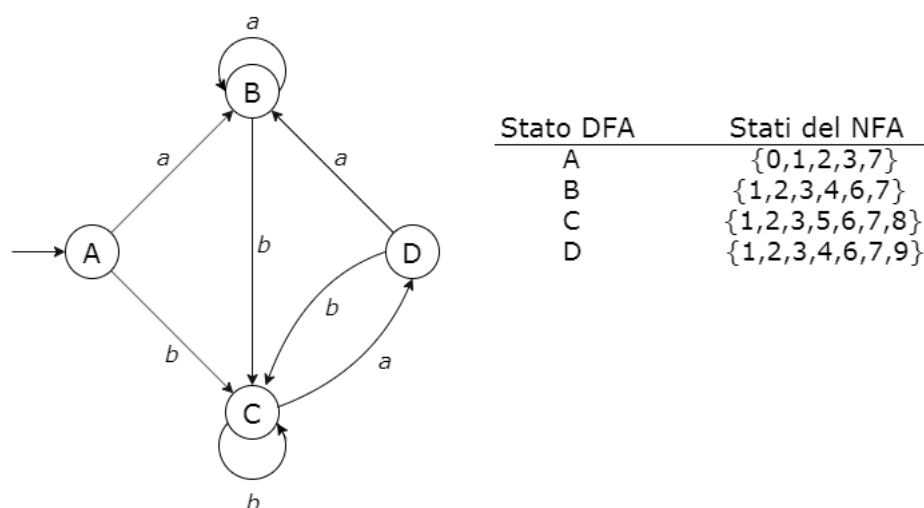 a
B
Stato DFA Stati del NFA
A {0,1,2,3,7}
B {1,2,3,4,6,7}
C {1,2,3,5,6,7,8}
D {1,2,3,4,6,7,9}
a a
A b D
b b
a
C
b